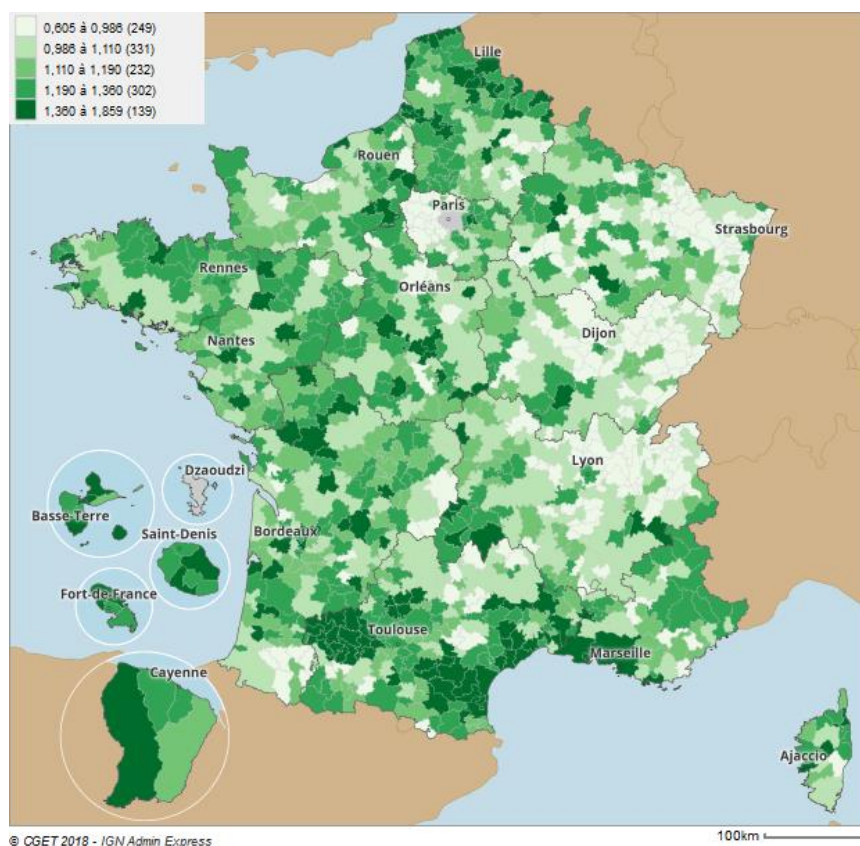 0,605 à 0,986 (249)
0,986 à 1,110 (331)
1,110 à 1,190 (232)
1,190 à 1,360 (302)
1,360 à 1,859 (139)
Lille
Rouen
Paris
Strasbourg
Rennes
Orléans
Nantes
Dijon
Lyon
Dzaoudzi
Basse-Terre
Saint-Denis
Bordeaux
Fort-de-France
Toulouse
Marseille
Cayenne
Ajaccio
© CGET 2018 - IGN Admin Express
100km